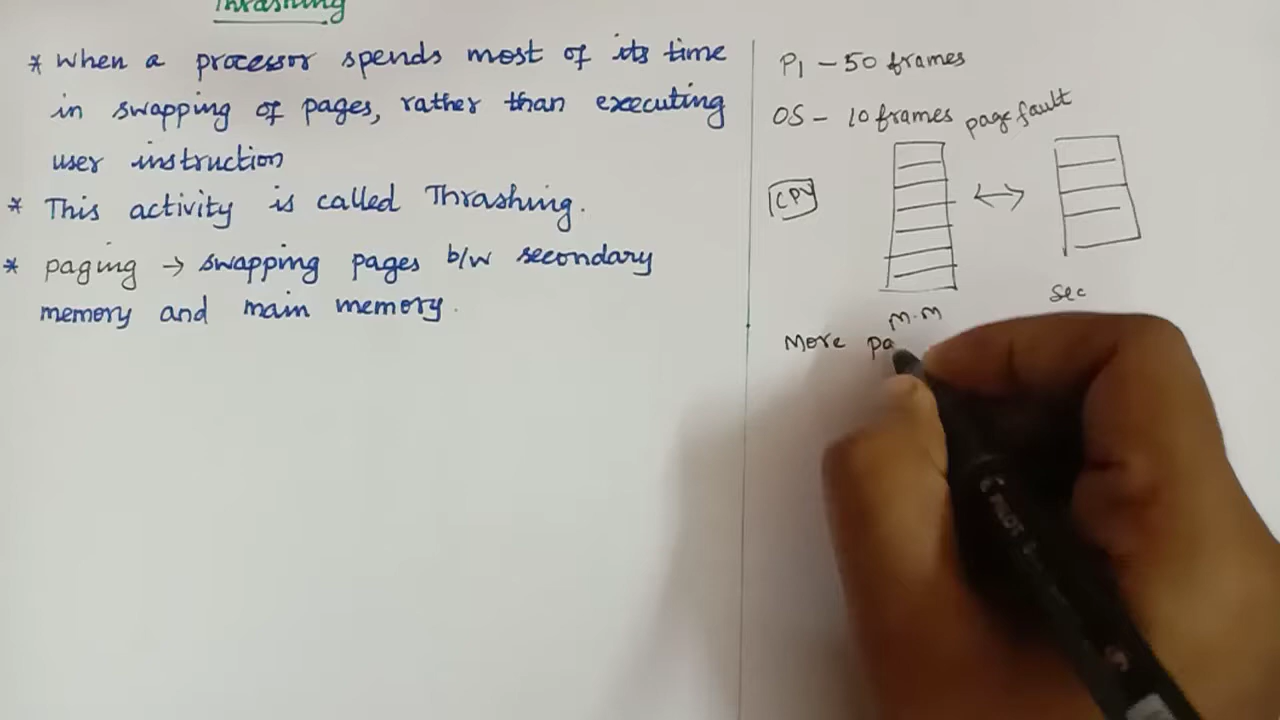 Thrashing
* When a processor spends most of its time
in swapping of pages, rather than executing
user instruction
* This activity is called Thrashing.
* paging → swapping pages b/w secondary
memory and main memory.
P1 – 50 frames
OS – 10 frames page fault
CPU
M.M
Sec
More pa
PILOT